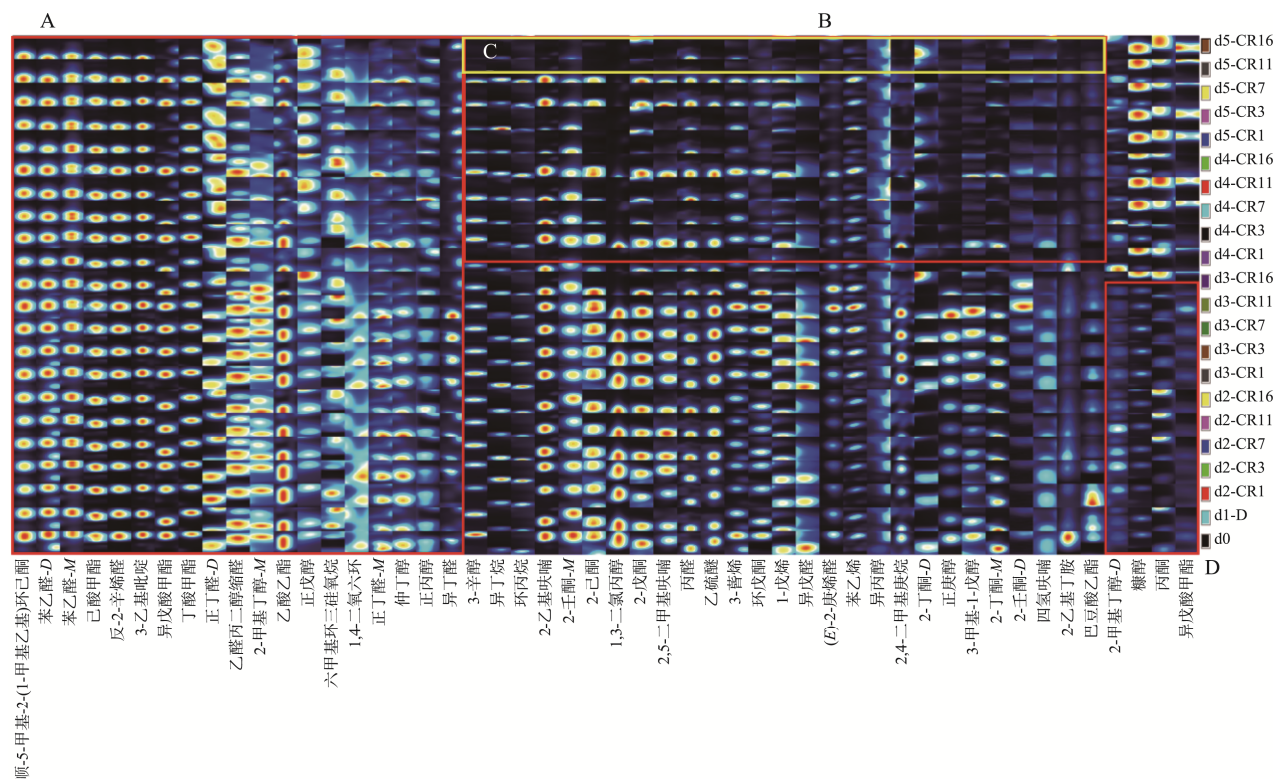 A
B
C
d5-CR16
d5-CR11
d5-CR7
d5-CR3
d5-CR1
d4-CR16
d4-CR11
d4-CR7
d4-CR3
d4-CR1
d3-CR16
d3-CR11
d3-CR7
d3-CR3
d3-CR1
d2-CR16
d2-CR11
d2-CR7
d2-CR3
d2-CR1
d1-D
d0
D
顺-5-甲基-2-(1-甲基乙基)环己酮
苯乙醛-D
苯乙醛-M
己酸甲酯
反-2-辛烯醛
3-乙基吡啶
异戊酸甲酯
丁酸甲酯
正丁醛-D
乙醛丙二醇缩醛
2-甲基丁醇-M
乙酸乙酯
正戊醇
六甲基环三硅氧烷
1,4-二氧六环
正丁醛-M
仲丁醇
正丙醇
异丁醛
3-辛醇
异丁烷
环丙烷
2-乙基呋喃
2-壬酮-M
2-己酮
1,3-二氯丙醇
2-戊酮
2,5-二甲基呋喃
丙醛
乙硫醚
3-蒈烯
环戊酮
1-戊烯
异戊醛
(E)-2-庚烯醛
苯乙烯
异丙醇
2,4-二甲基庚烷
2-丁酮-D
正庚醇
3-甲基-1-戊醇
2-丁酮-M
2-壬酮-D
四氢呋喃
2-乙基丁胺
巴豆酸乙酯
2-甲基丁醇-D
糠醇
丙酮
异戊酸甲酯